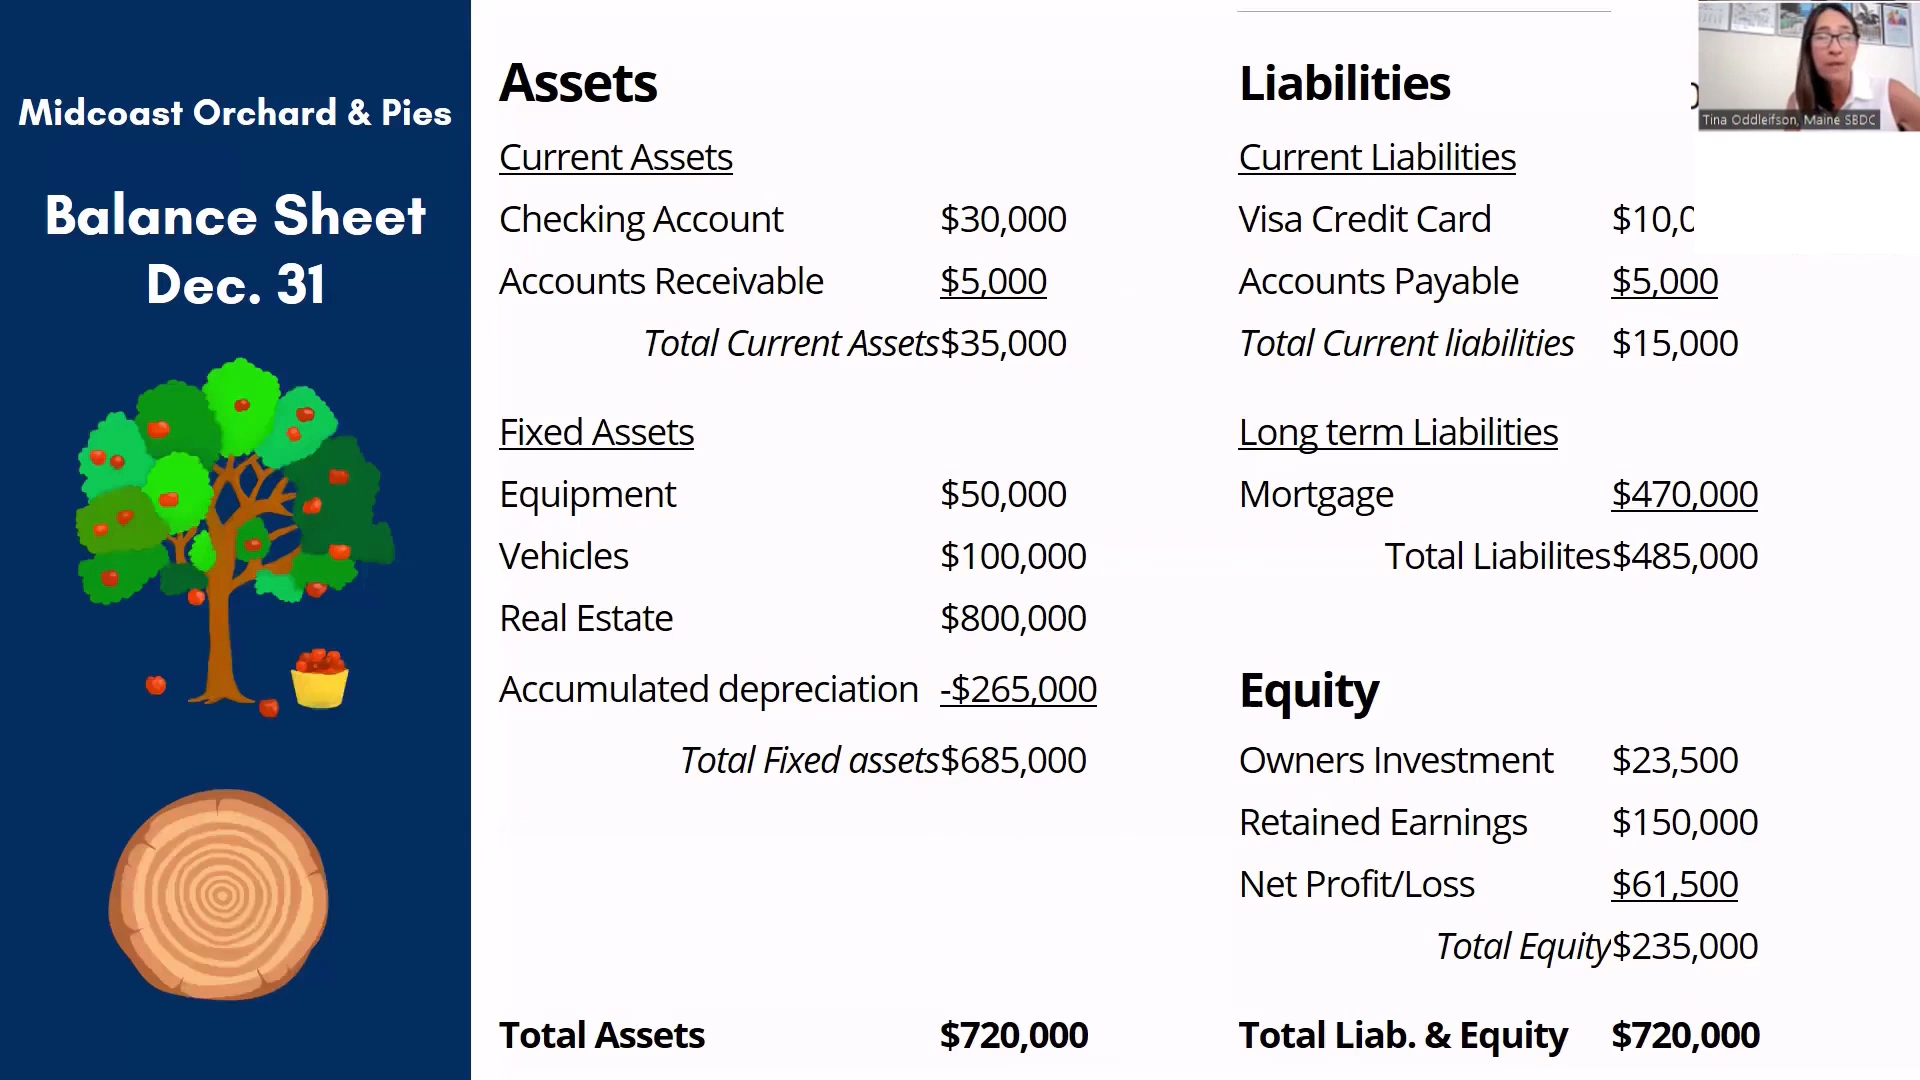 Midcoast Orchard & Pies
Balance Sheet
Dec. 31
Assets
Current Assets
Checking Account $30,000
Accounts Receivable $5,000
Total Current Assets $35,000
Fixed Assets
Equipment $50,000
Vehicles $100,000
Real Estate $800,000
Accumulated depreciation -$265,000
Total Fixed assets $685,000
Total Assets $720,000
Liabilities
Current Liabilities
Visa Credit Card $10,0
Accounts Payable $5,000
Total Current liabilities $15,000
Long term Liabilities
Mortgage $470,000
Total Liabilites $485,000
Equity
Owners Investment $23,500
Retained Earnings $150,000
Net Profit/Loss $61,500
Total Equity $235,000
Total Liab. & Equity $720,000
Tina Oddleifson, Maine SBDC